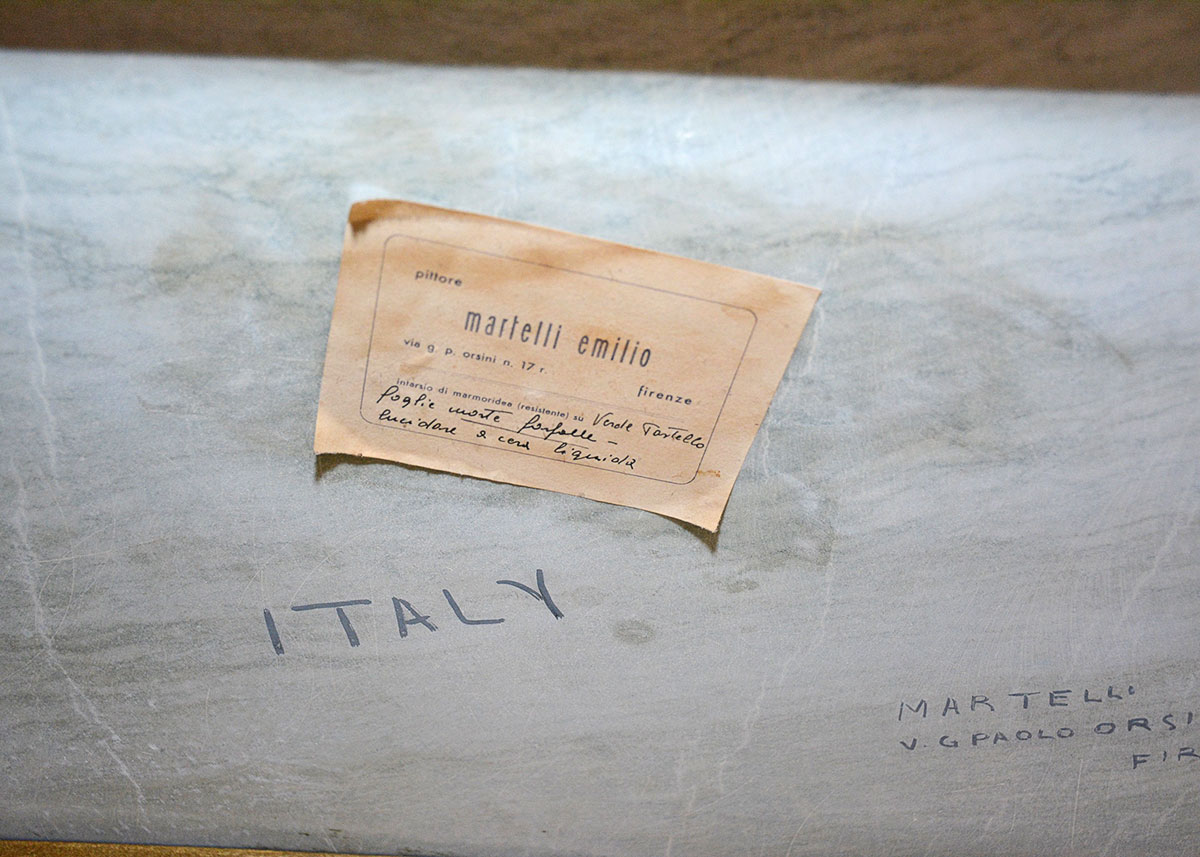 pittore
martelli emilio
via g. p. orsini n. 17 r.
firenze
intarsio di marmoridea (resistente) su Verde Tartello
foglie morte farfalle -
lucidare a cera liquida
ITALY
MARTELLI
V. G PAOLO ORSI
FIR